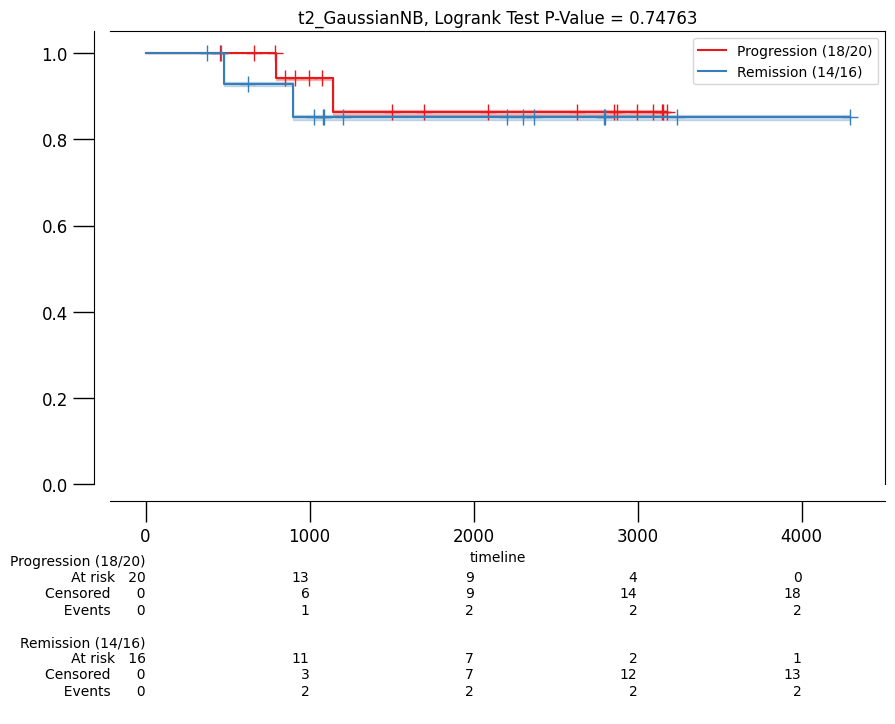 t2_GaussianNB, Logrank Test P-Value = 0.74763
Progression (18/20)
Remission (14/16)
1.0
0.8
0.6
0.4
0.2
0.0
0 1000 2000 3000 4000
timeline
Progression (18/20)
At risk 20 13 9 4 0
Censored 0 6 9 14 18
Events 0 1 2 2 2
Remission (14/16)
At risk 16 11 7 2 1
Censored 0 3 7 12 13
Events 0 2 2 2 2